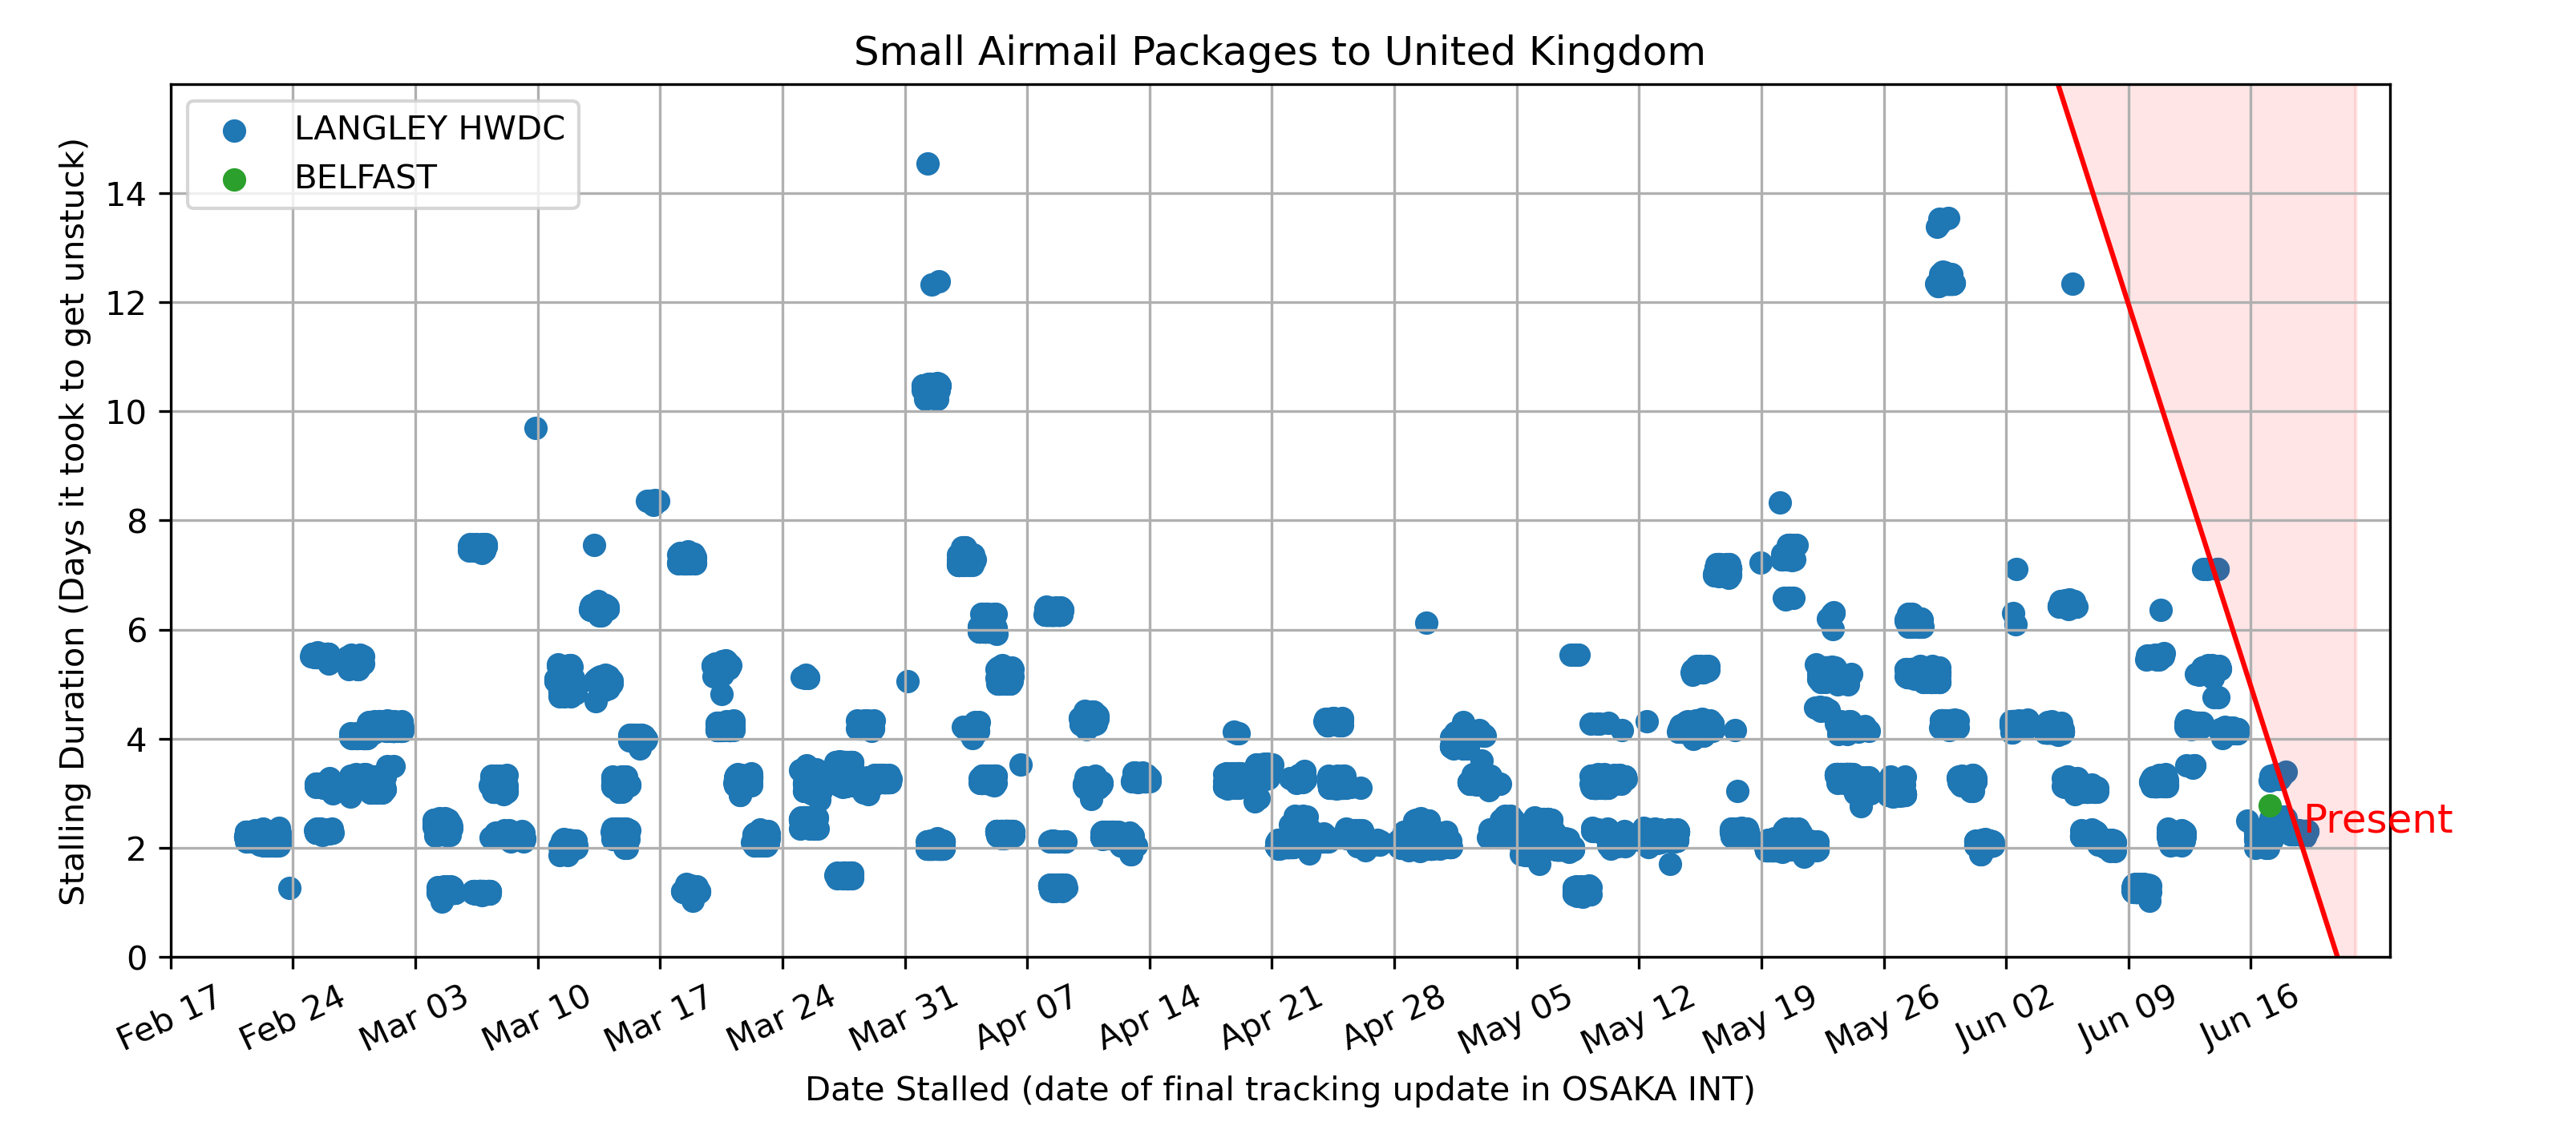 Small Airmail Packages to United Kingdom
LANGLEY HWDC
BELFAST
Stalling Duration (Days it took to get unstuck)
14
12
10
8
6
4
2
0
Present
Feb 17
Feb 24
Mar 03
Mar 10
Mar 17
Mar 24
Mar 31
Apr 07
Apr 14
Apr 21
Apr 28
May 05
May 12
May 19
May 26
Jun 02
Jun 09
Jun 16
Date Stalled (date of final tracking update in OSAKA INT)